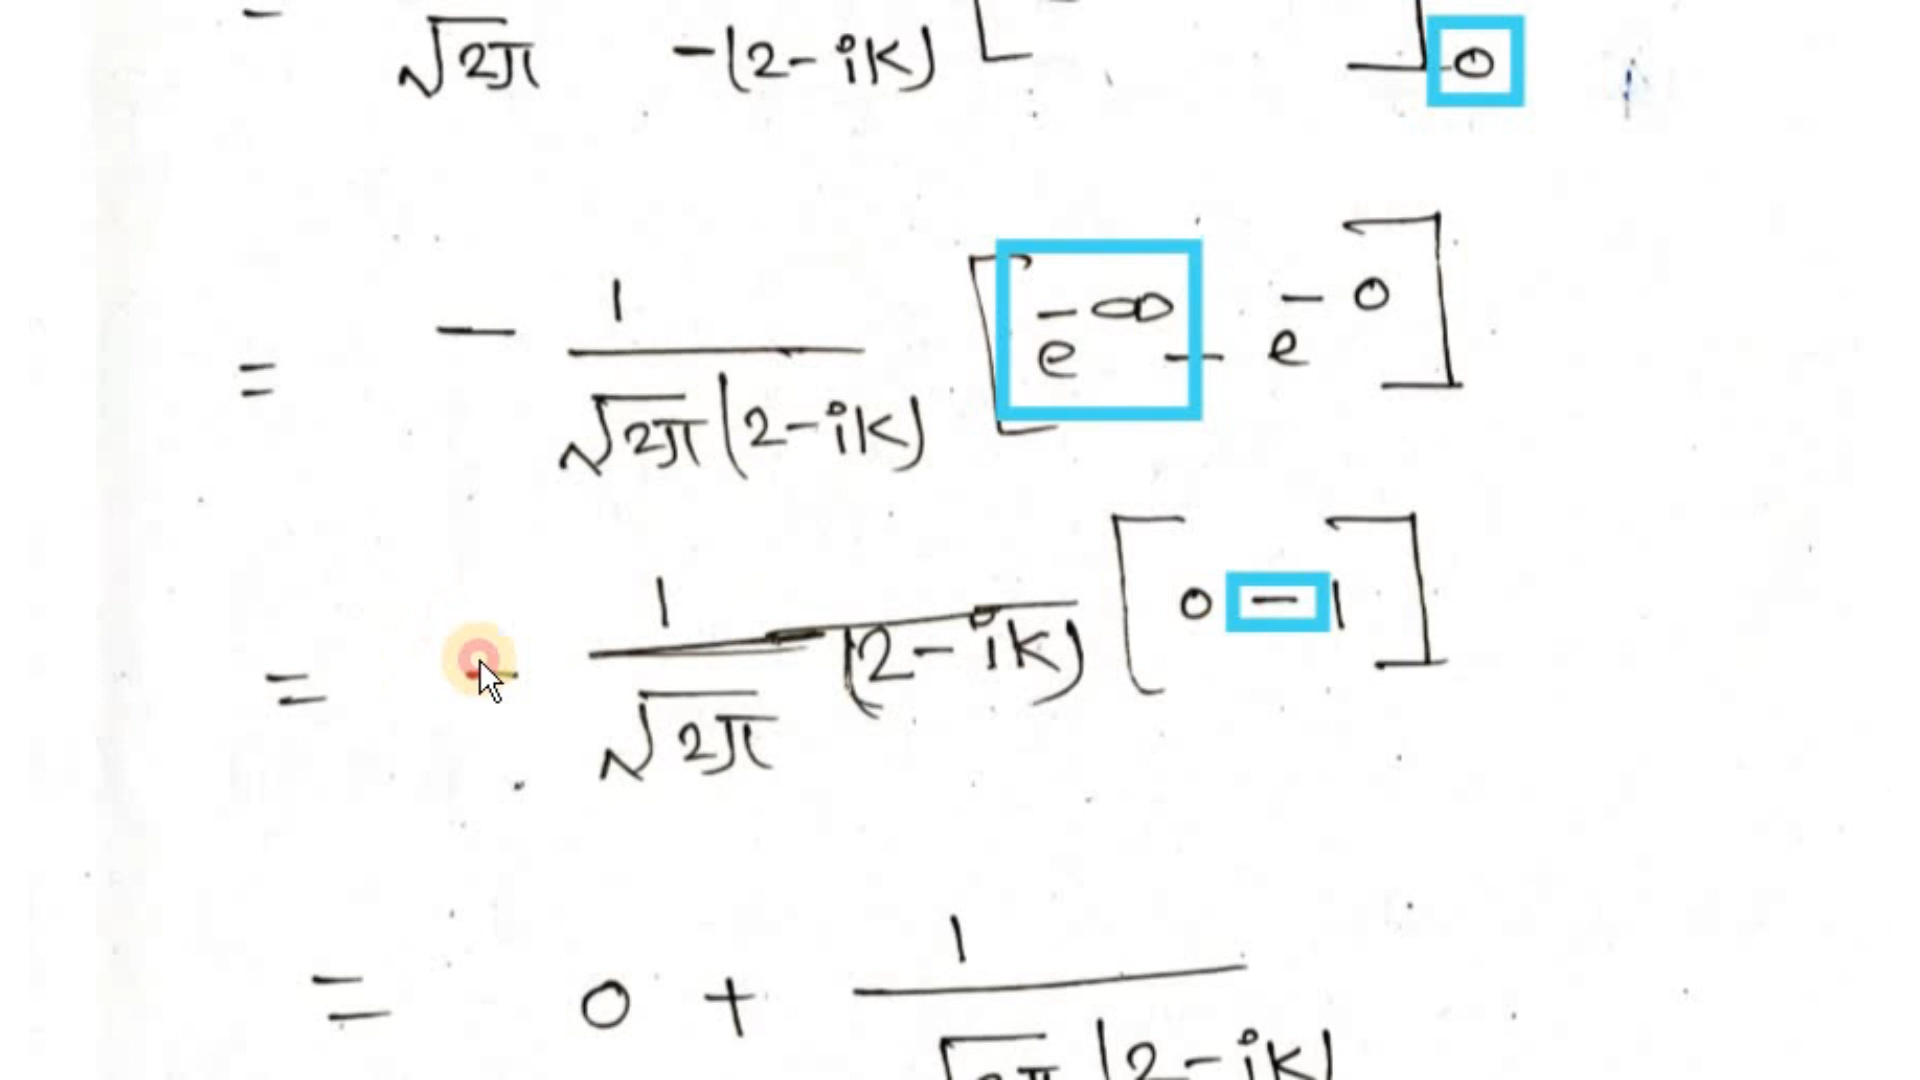 = √2π -(2-ik) [ ]0
= - 1/√2π(2-ik) [e^-∞ - e^-0]
= - 1/√2π (2-ik) [0 - 1]
= 0 + 1/√2π (2-ik)